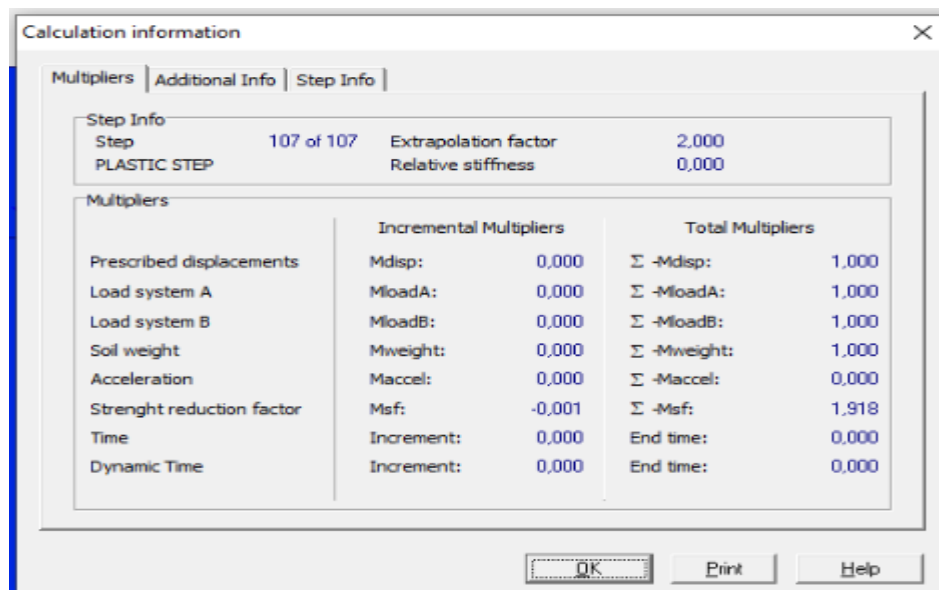 Calculation information
Multipliers Additional Info Step Info
Step Info
Step 107 of 107 Extrapolation factor 2,000
PLASTIC STEP Relative stiffness 0,000
Multipliers
Incremental Multipliers Total Multipliers
Prescribed displacements Mdisp: 0,000 Σ -Mdisp: 1,000
Load system A MloadA: 0,000 Σ -MloadA: 1,000
Load system B MloadB: 0,000 Σ -MloadB: 1,000
Soil weight Mweight: 0,000 Σ -Mweight: 1,000
Acceleration Maccel: 0,000 Σ -Maccel: 0,000
Strenght reduction factor Msf: -0,001 Σ -Msf: 1,918
Time Increment: 0,000 End time: 0,000
Dynamic Time Increment: 0,000 End time: 0,000
OK Print Help